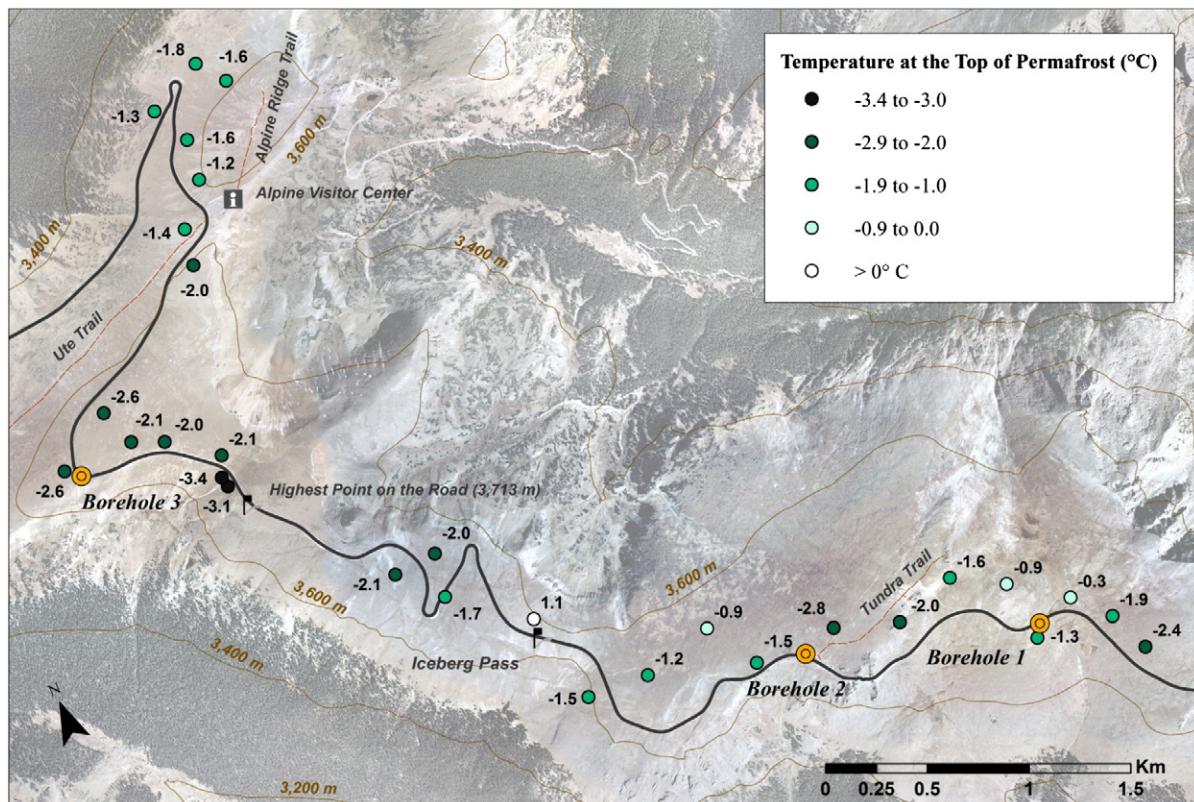 Temperature at the Top of Permafrost (°C)
-3.4 to -3.0
-2.9 to -2.0
-1.9 to -1.0
-0.9 to 0.0
> 0° C
-1.8
-1.6
-1.3
-1.6
-1.2
Alpine Ridge Trail
3,600 m
i
Alpine Visitor Center
-1.4
3,400 m
3,400 m
-2.0
Ute Trail
-2.6
-2.1
-2.0
-2.1
-2.6
Borehole 3
-3.4
-3.1
Highest Point on the Road (3,713 m)
-2.0
-2.1
-1.7
3,600 m
3,600 m
1.1
Iceberg Pass
-0.9
-2.8
Tundra Trail
-1.6
-0.9
-0.3
-1.9
-2.0
-1.3
-2.4
Borehole 1
-1.5
Borehole 2
-1.2
-1.5
3,400 m
N
3,200 m
Km
0 0.25 0.5 1 1.5